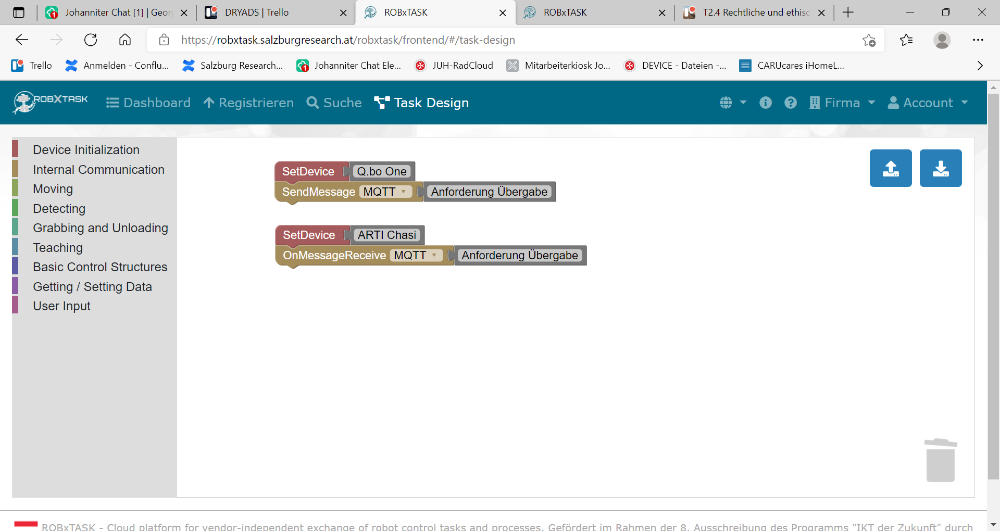 Johanniter Chat [1] | Geor
DRYADS | Trello
ROBxTASK
ROBxTASK
T2.4 Rechtliche und ethisc
https://robxtask.salzburgresearch.at/robxtask/frontend/#/task-design
Trello
Anmelden - Conflu...
Salzburg Research...
Johanniter Chat Ele...
JUH-RadCloud
Mitarbeiterkiosk Jo...
DEVICE - Dateien -...
CARUcares iHomeL...
ROBXTASK
Dashboard
Registrieren
Suche
Task Design
Firma
Account
Device Initialization
Internal Communication
Moving
Detecting
Grabbing and Unloading
Teaching
Basic Control Structures
Getting / Setting Data
User Input
SetDevice Q.bo One
SendMessage MQTT Anforderung Übergabe
SetDevice ARTI Chasi
OnMessageReceive MQTT Anforderung Übergabe
ROBxTASK - Cloud platform for vendor-independent exchange of robot control tasks and processes. Gefördert im Rahmen der 8. Ausschreibung des Programms "IKT der Zukunft" durch